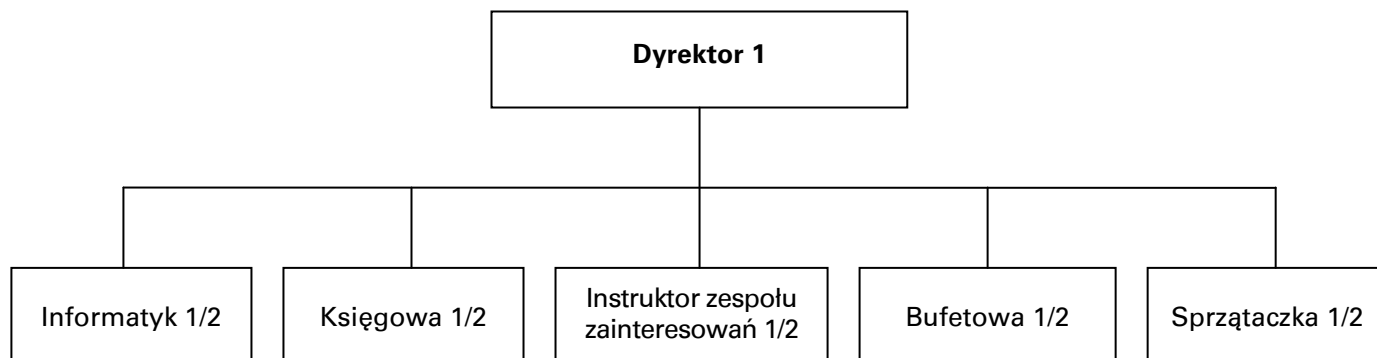 Dyrektor 1
Informatyk 1/2
Księgowa 1/2
Instruktor zespołu
zainteresowań 1/2
Bufetowa 1/2
Sprzątaczka 1/2